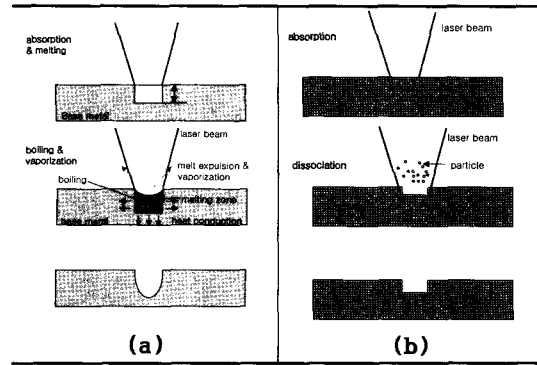 absorption
& melting
Base metal
boiling
& vaporization
laser beam
melt expulsion &
vaporization
boiling
melting zone
base metal
heat conduction
(a)
laser beam
absorption
laser beam
dissociation
particle
(b)